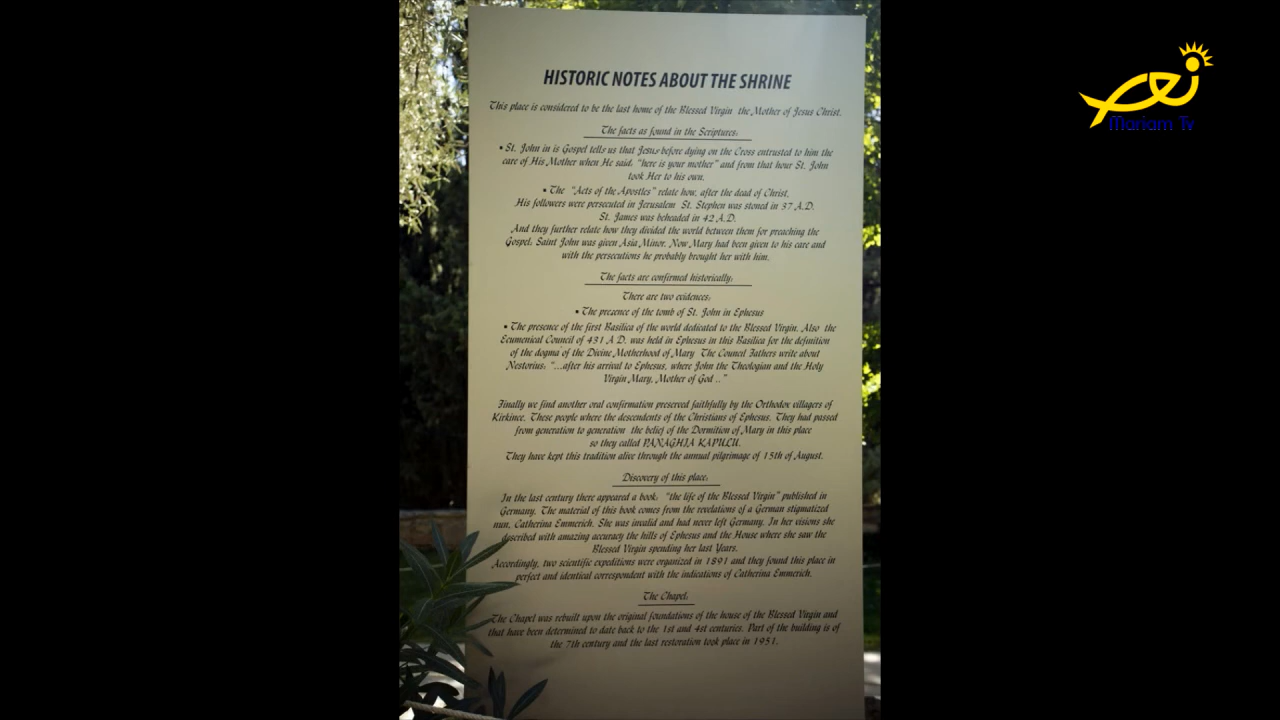 HISTORIC NOTES ABOUT THE SHRINE
This place is considered to be the last home of the Blessed Virgin the Mother of Jesus Christ.
The facts as found in the Scriptures:
• St. John in is Gospel tells us that Jesus before dying on the Cross entrusted to him the
care of His Mother when He said: "here is your mother" and from that hour St. John
took Her to his own.
• The "Acts of the Apostles" relate how, after the dead of Christ,
His followers were persecuted in Jerusalem St. Stephen was stoned in 37 A.D.
St. James was beheaded in 42 A.D.
And they further relate how they divided the world between them for preaching the
Gospel; Saint John was given Asia Minor. Now Mary had been given to his care and
with the persecutions he probably brought her with him.
The facts are confirmed historically:
There are two evidences:
• The prezence of the tomb of St. John in Ephesus
• The presence of the first Basilica of the world dedicated to the Blessed Virgin. Also the
Ecumenical Council of 431 A.D. was held in Ephesus in this Basilica for the definition
of the dogma of the Divine Motherhood of Mary The Council Fathers write about
Nestorius: "...after his arrival to Ephesus, where John the Theologian and the Holy
Virgin Mary, Mother of God .."
Finally we find another oral confirmation preserved faithfully by the Orthodox villagers of
Kirkince. These people where the descendents of the Christians of Ephesus. They had passed
from generation to generation the belief of the Dormition of Mary in this place
so they called PANAGHIA KAPULU.
They have kept this tradition alive through the annual pilgrimage of 15th of August.
Discovery of this place:
In the last century there appeared a book: "the life of the Blessed Virgin" published in
Germany. The material of this book comes from the revelations of a German stigmatized
nun, Catherina Emmerich. She was invalid and had never left Germany. In her visions she
described with amazing accuracy the hills of Ephesus and the House where she saw the
Blessed Virgin spending her last Years.
Accordingly, two scientific expeditions were organized in 1891 and they found this place in
perfect and identical correspondent with the indications of Catherina Emmerich.
The Chapel:
The Chapel was rebuilt upon the original foundations of the house of the Blessed Virgin and
that have been determined to date back to the 1st and 4st centuries. Part of the building is of
the 7th century and the last restoration took place in 1951.
Mariam Tv